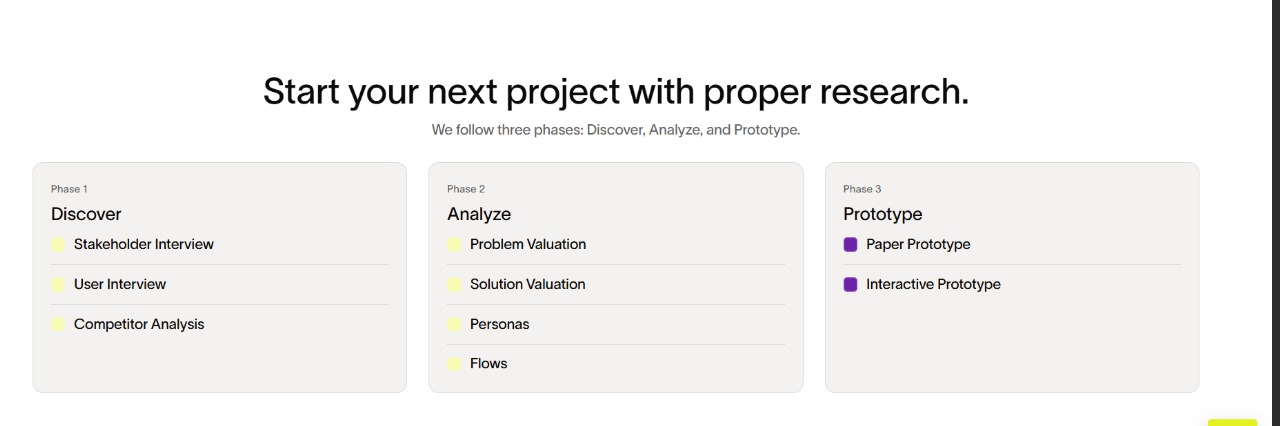 Start your next project with proper research.
We follow three phases: Discover, Analyze, and Prototype.
Phase 1
Discover
Stakeholder Interview
User Interview
Competitor Analysis
Phase 2
Analyze
Problem Valuation
Solution Valuation
Personas
Flows
Phase 3
Prototype
Paper Prototype
Interactive Prototype